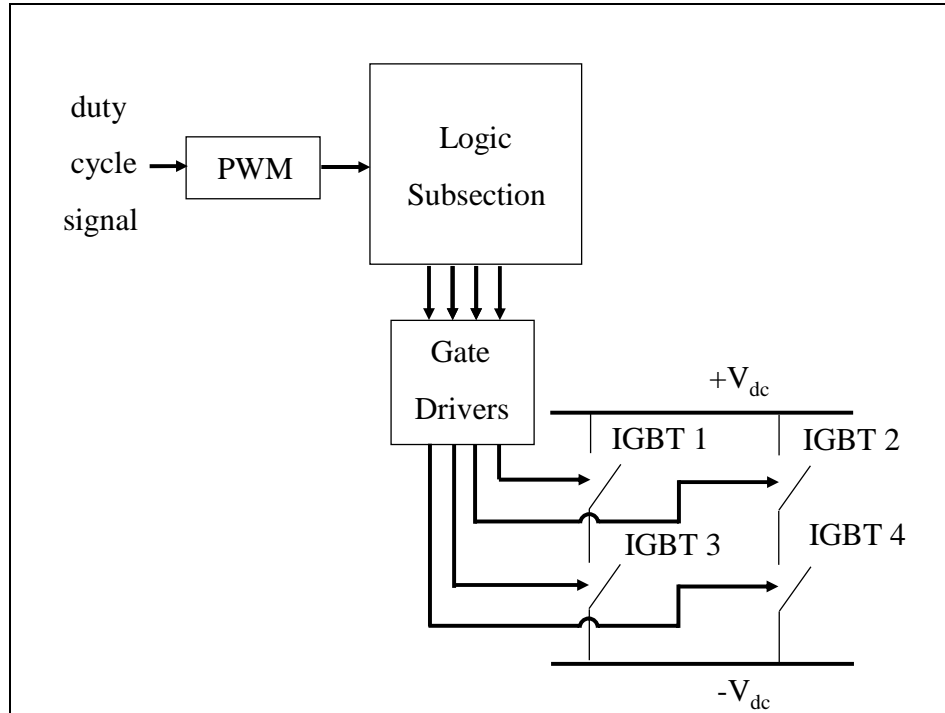 duty
cycle
signal
PWM
Logic
Subsection
Gate
Drivers
+Vdc
IGBT 1
IGBT 2
IGBT 3
IGBT 4
-Vdc